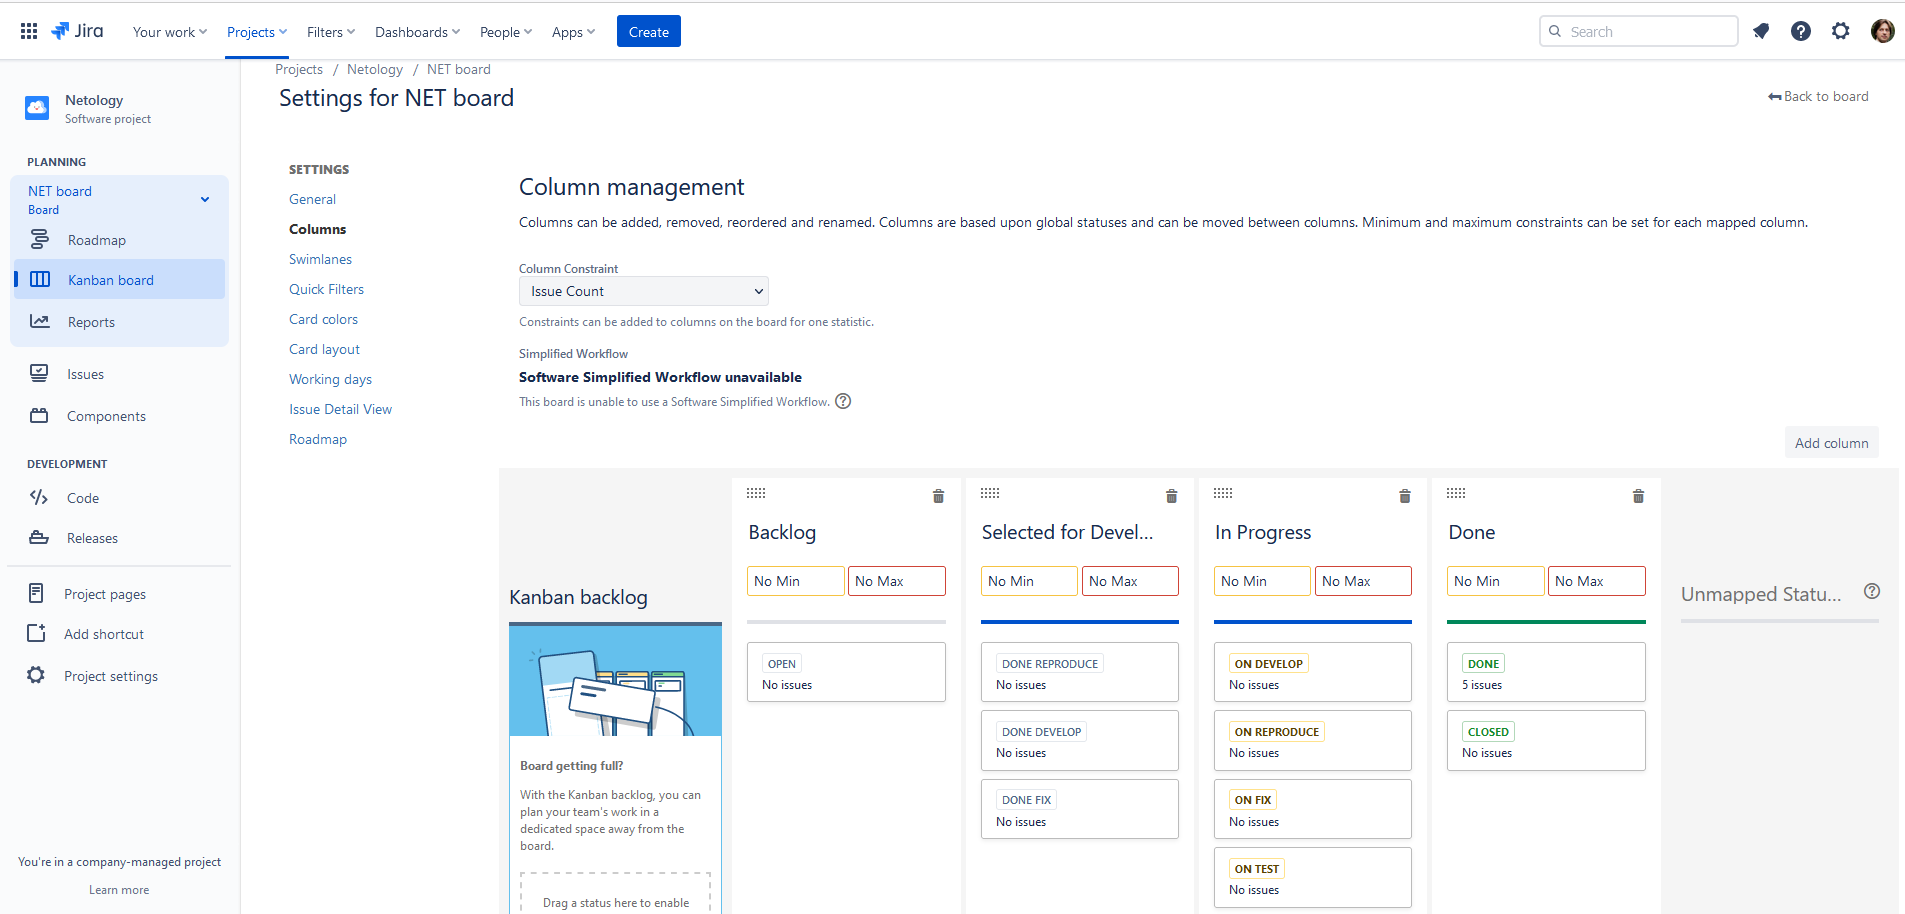 Jira
Your work
Projects
Filters
Dashboards
People
Apps
Create
Search
Netology
Software project
PLANNING
NET board
Board
Roadmap
Kanban board
Reports
Issues
Components
DEVELOPMENT
Code
Releases
Project pages
Add shortcut
Project settings
You're in a company-managed project
Learn more
Projects / Netology / NET board
Settings for NET board
Back to board
SETTINGS
General
Columns
Swimlanes
Quick Filters
Card colors
Card layout
Working days
Issue Detail View
Roadmap
Column management
Columns can be added, removed, reordered and renamed. Columns are based upon global statuses and can be moved between columns. Minimum and maximum constraints can be set for each mapped column.
Column Constraint
Issue Count
Constraints can be added to columns on the board for one statistic.
Simplified Workflow
Software Simplified Workflow unavailable
This board is unable to use a Software Simplified Workflow.
Add column
Kanban backlog
Board getting full?
With the Kanban backlog, you can
plan your team's work in a
dedicated space away from the
board.
Drag a status here to enable
Backlog
No Min
No Max
OPEN
No issues
Selected for Devel...
No Min
No Max
DONE REPRODUCE
No issues
DONE DEVELOP
No issues
DONE FIX
No issues
In Progress
No Min
No Max
ON DEVELOP
No issues
ON REPRODUCE
No issues
ON FIX
No issues
ON TEST
No issues
Done
No Min
No Max
DONE
5 issues
CLOSED
No issues
Unmapped Statu...